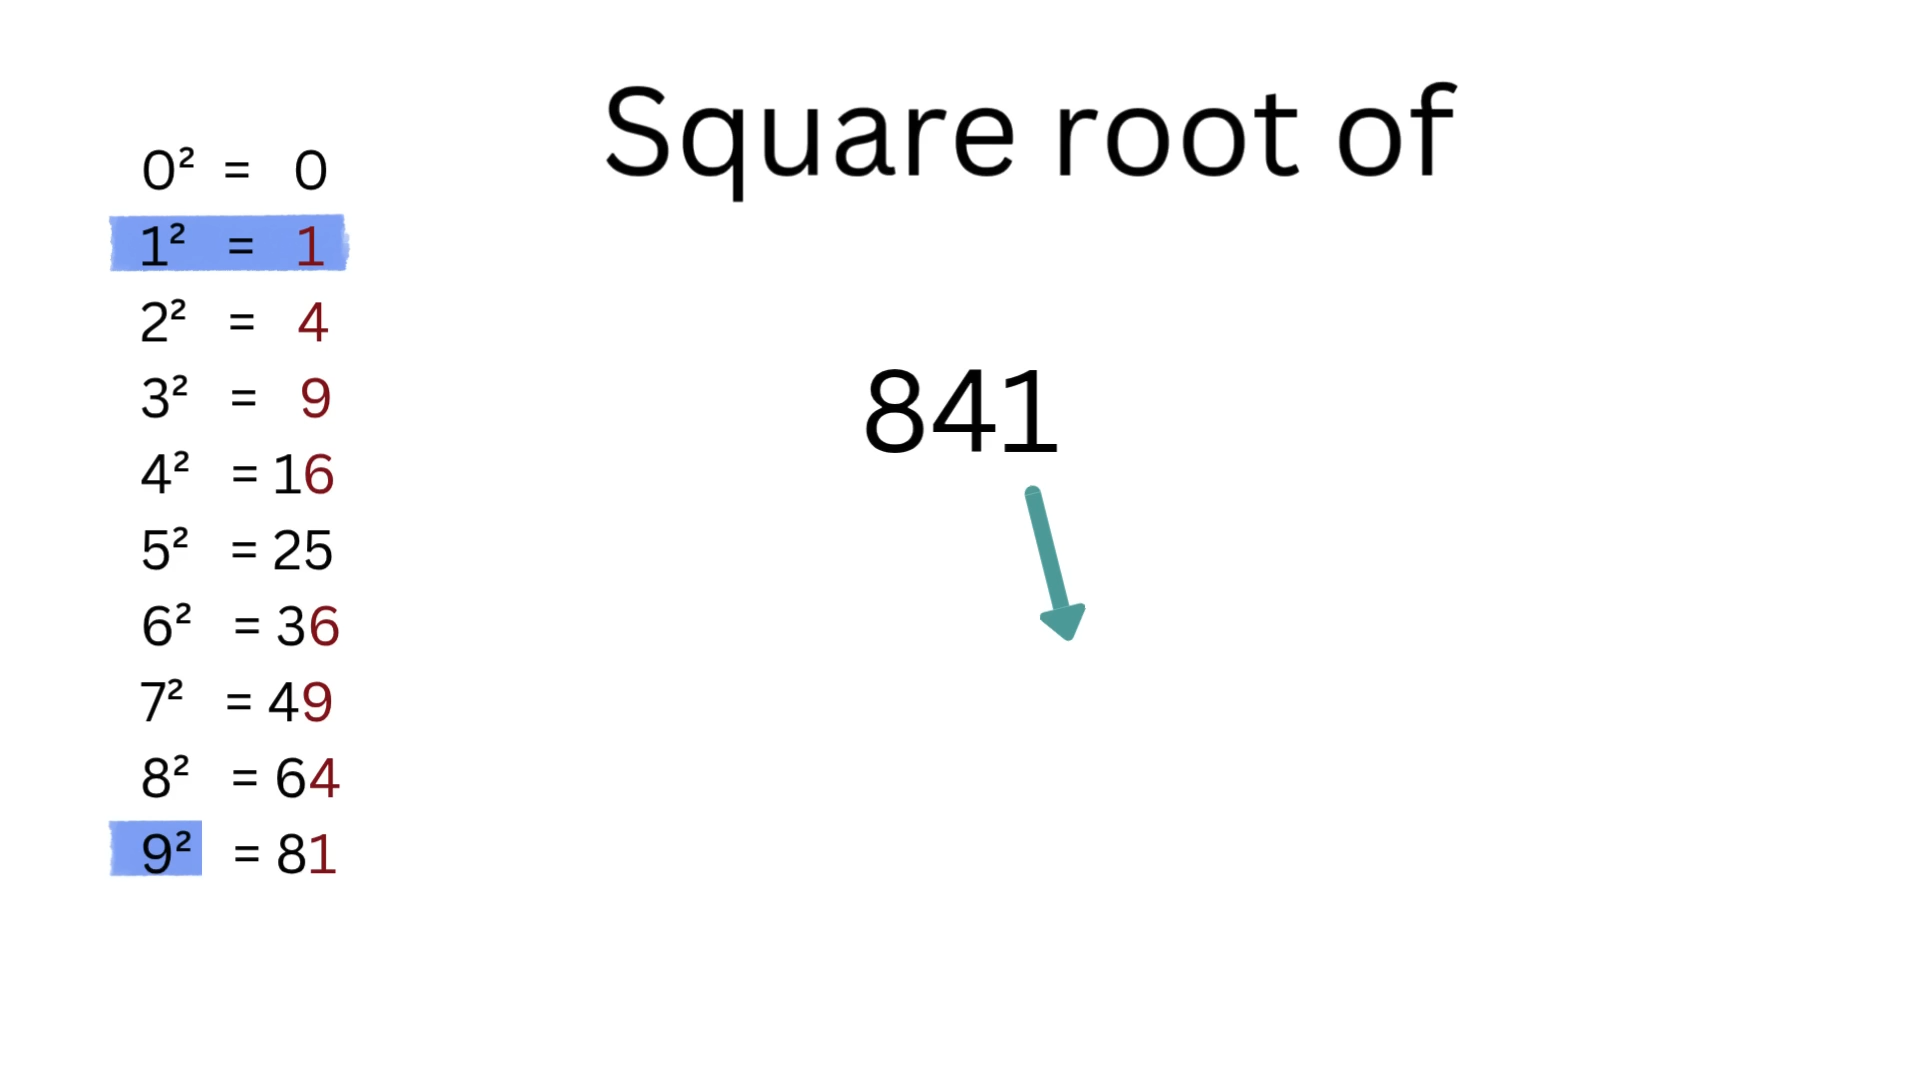 Square root of
0² = 0
1² = 1
2² = 4
3² = 9
4² = 16
5² = 25
6² = 36
7² = 49
8² = 64
9² = 81
841